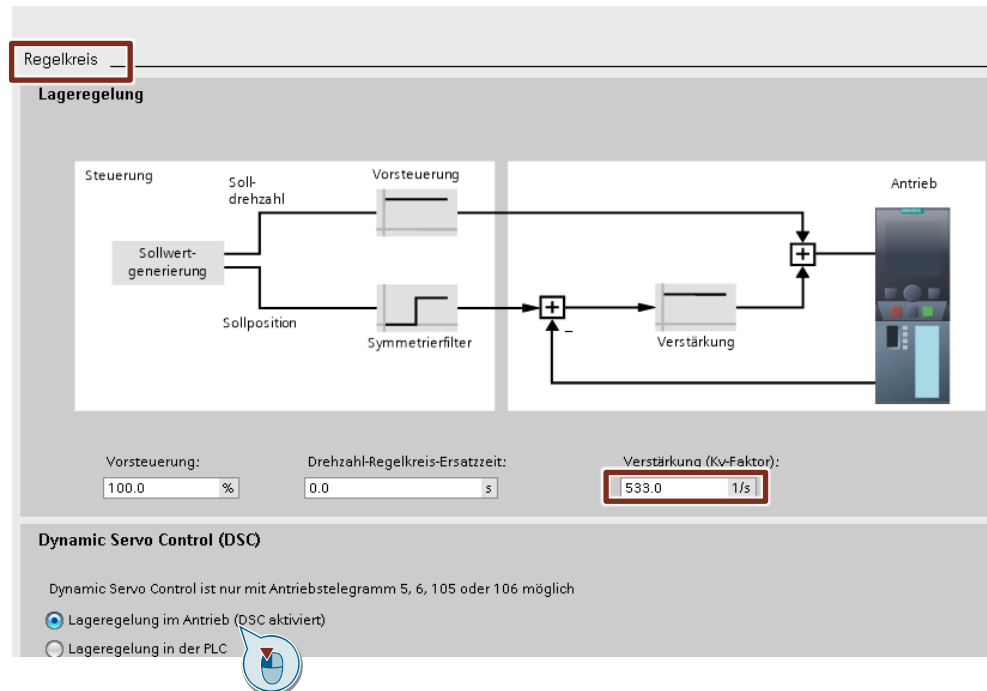 Regelkreis
Lageregelung
Steuerung
Soll-
drehzahl
Vorsteuerung
Antrieb
SIEMENS
Sollwert-
generierung
Sollposition
Symmetrierfilter
–
Verstärkung
Vorsteuerung:
Drehzahl-Regelkreis-Ersatzzeit:
Verstärkung (Kv-Faktor):
100.0 %
0.0 s
533.0 1/s
Dynamic Servo Control (DSC)
Dynamic Servo Control ist nur mit Antriebstelegramm 5, 6, 105 oder 106 möglich
Lageregelung im Antrieb (DSC aktiviert)
Lageregelung in der PLC